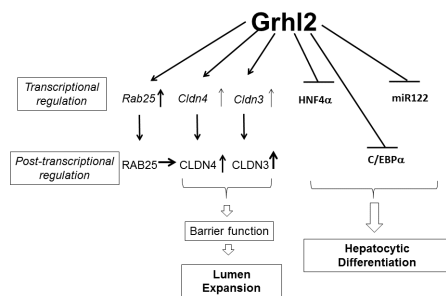 Grhl2
Transcriptional
regulation
Rab25
Cldn4
Cldn3
HNF4α
miR122
C/EBPα
Post-transcriptional
regulation
RAB25
CLDN4
CLDN3
Barrier function
Lumen
Expansion
Hepatocytic
Differentiation